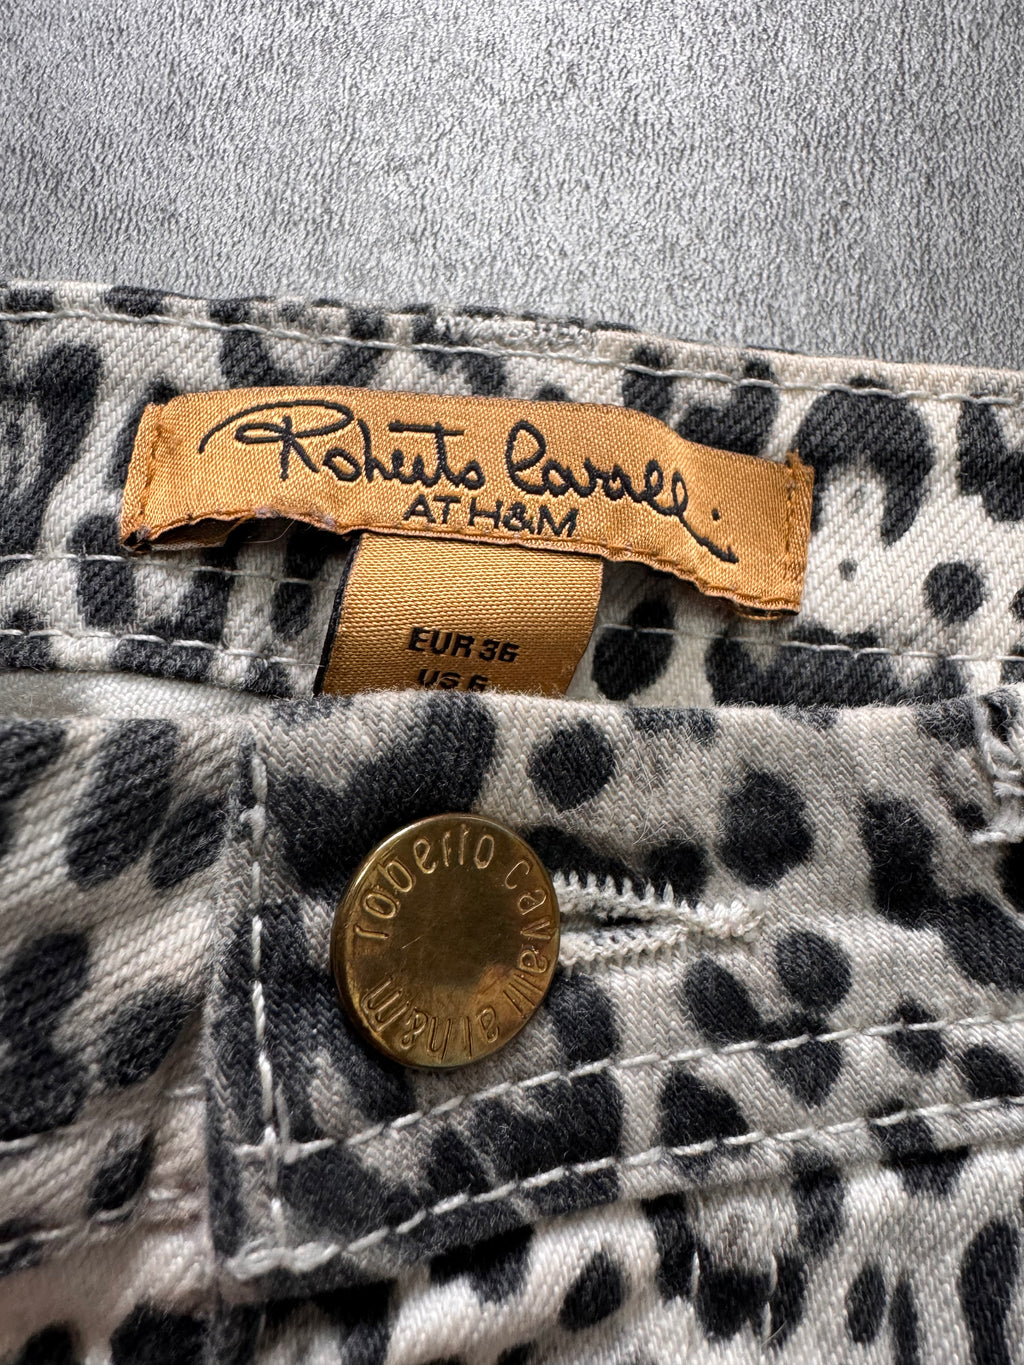 Roberto Cavalli
AT H&M
EUR 36
US 6
roberto cavalli at h&m